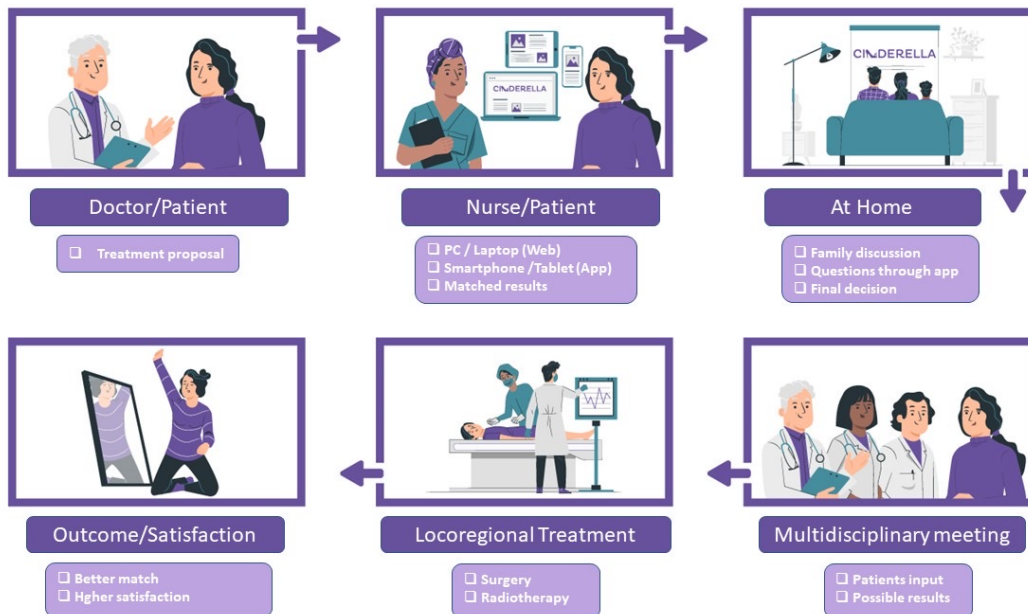 CINDERELLA
CINDERELLA
Doctor/Patient
❑ Treatment proposal
Nurse/Patient
❑ PC / Laptop (Web)
❑ Smartphone /Tablet (App)
❑ Matched results
At Home
❑ Family discussion
❑ Questions through app
❑ Final decision
Outcome/Satisfaction
❑ Better match
❑ Hgher satisfaction
Locoregional Treatment
❑ Surgery
❑ Radiotherapy
Multidisciplinary meeting
❑ Patients input
❑ Possible results